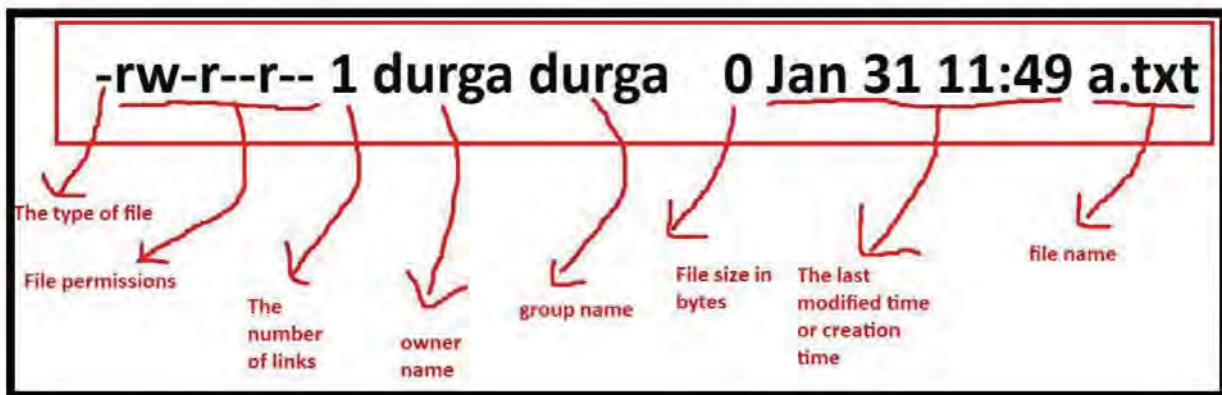 -rw-r--r-- 1 durga durga 0 Jan 31 11:49 a.txt
The type of file
File permissions
The
number
of links
owner
name
group name
File size in
bytes
The last
modified time
or creation
time
file name